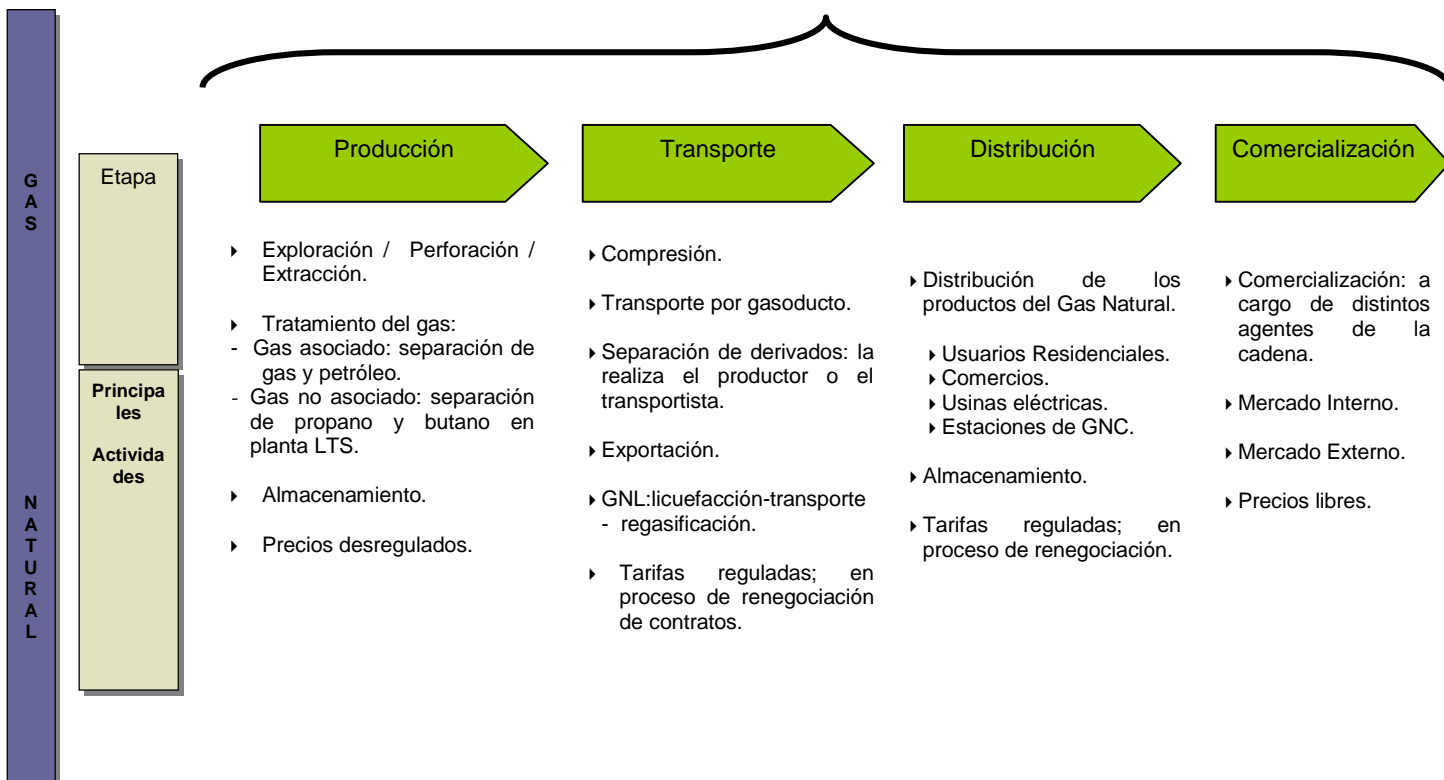 GAS
NATURAL
Etapa
Principa
les
Activida
des
Producción
Exploración / Perforación /
Extracción.
Tratamiento del gas:
- Gas asociado: separación de
gas y petróleo.
- Gas no asociado: separación
de propano y butano en
planta LTS.
Almacenamiento.
Precios desregulados.
Transporte
Compresión.
Transporte por gasoducto.
Separación de derivados: la
realiza el productor o el
transportista.
Exportación.
GNL:licuefacción-transporte
- regasificación.
Tarifas reguladas; en
proceso de renegociación
de contratos.
Distribución
Distribución de los
productos del Gas Natural.
Usuarios Residenciales.
Comercios.
Usinas eléctricas.
Estaciones de GNC.
Almacenamiento.
Tarifas reguladas; en
proceso de renegociación.
Comercialización
Comercialización: a
cargo de distintos
agentes de la
cadena.
Mercado Interno.
Mercado Externo.
Precios libres.